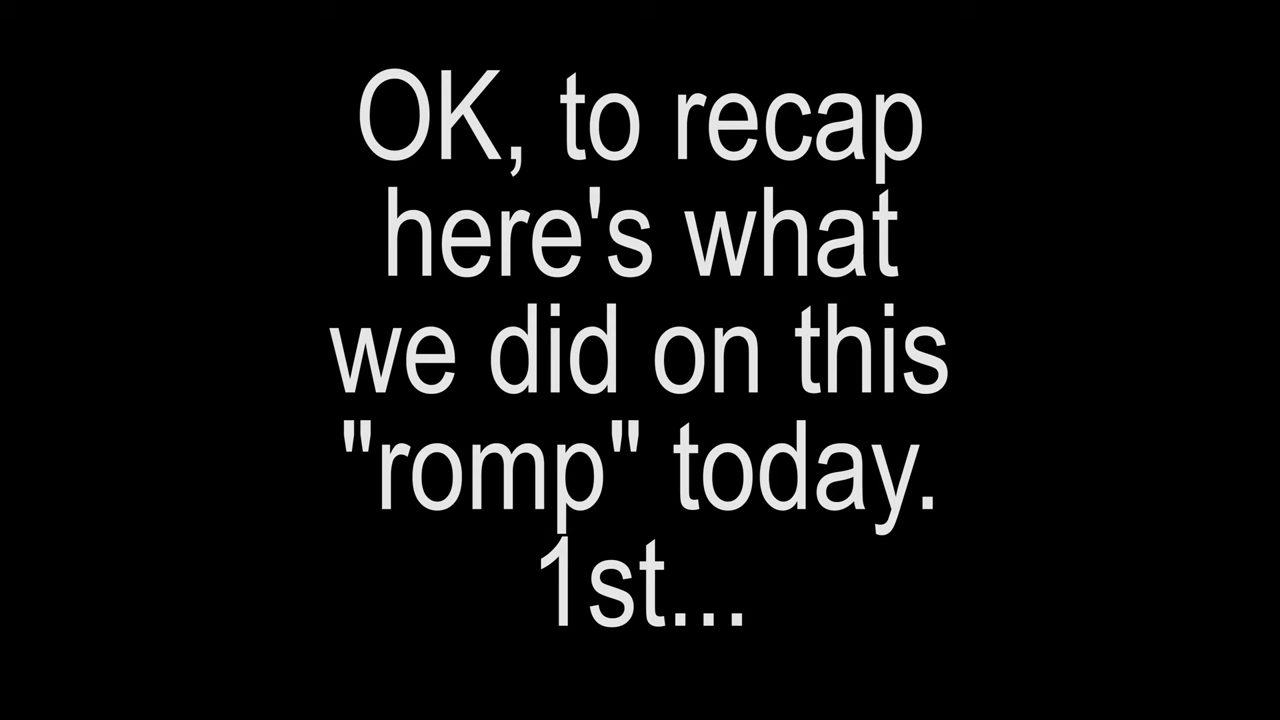 OK, to recap
here's what
we did on this
"romp" today.
1st...